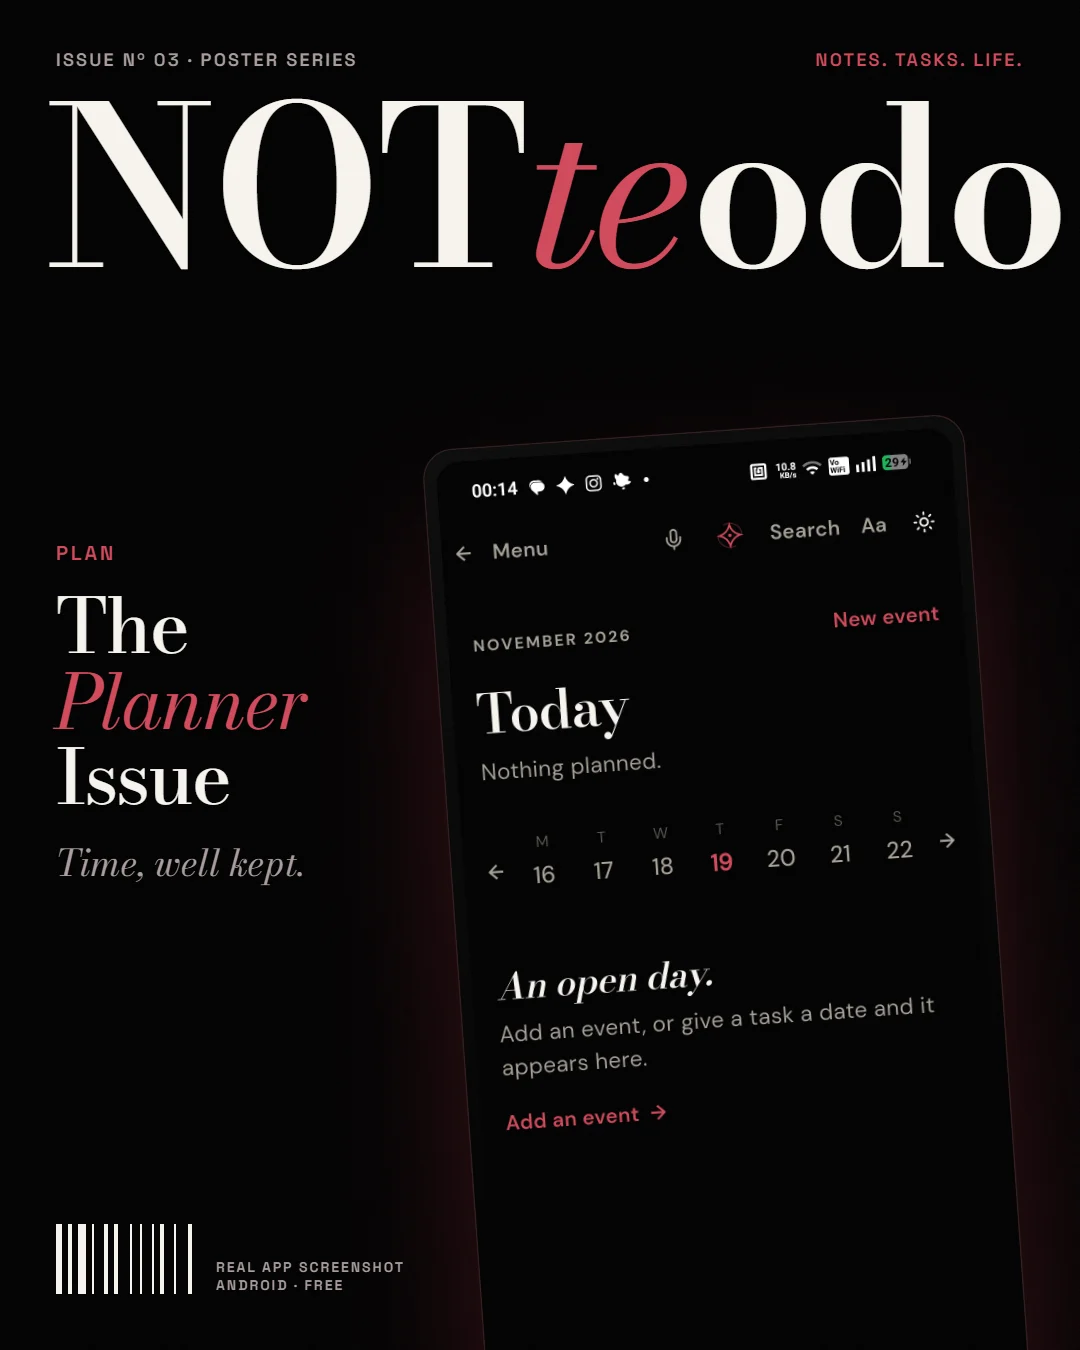 ISSUE Nº 03 · POSTER SERIES
NOTES. TASKS. LIFE.
NOTteodo
PLAN
The
Planner
Issue
Time, well kept.
00:14
10.8 KB/s
Vo WiFi
29
Menu
Search
Aa
NOVEMBER 2026
New event
Today
Nothing planned.
M T W T F S S
16 17 18 19 20 21 22
An open day.
Add an event, or give a task a date and it
appears here.
Add an event →
REAL APP SCREENSHOT
ANDROID · FREE